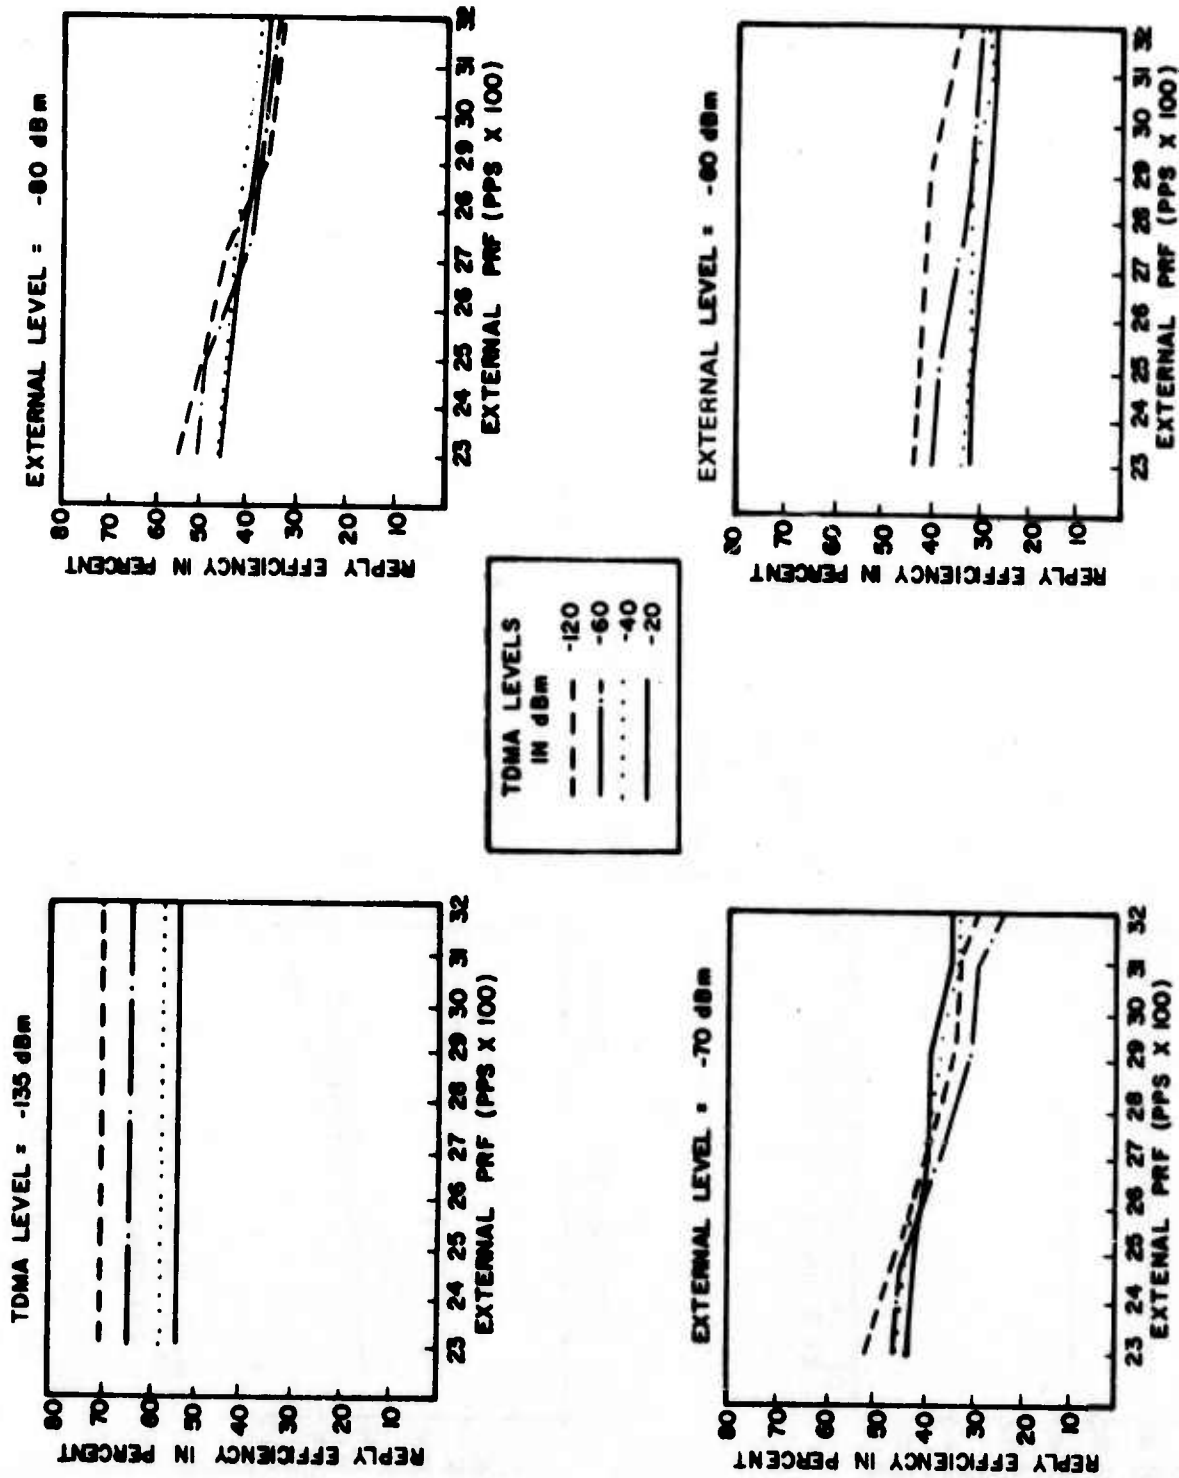 TDMA LEVEL = -135 dBm
REPLY EFFICIENCY IN PERCENT
80
70
60
50
40
30
20
10
23 24 25 26 27 28 29 30 31 32
EXTERNAL PRF (PPS X 100)
EXTERNAL LEVEL = -80 dBm
REPLY EFFICIENCY IN PERCENT
80
70
60
50
40
30
20
10
23 24 25 26 27 28 29 30 31 32
EXTERNAL PRF (PPS X 100)
TDMA LEVELS
IN dBm
-120
-60
-40
-20
EXTERNAL LEVEL = -70 dBm
REPLY EFFICIENCY IN PERCENT
80
70
60
50
40
30
20
10
23 24 25 26 27 28 29 30 31 32
EXTERNAL PRF (PPS X 100)
EXTERNAL LEVEL = -60 dBm
REPLY EFFICIENCY IN PERCENT
80
70
60
50
40
30
20
10
23 24 25 26 27 28 29 30 31 32
EXTERNAL PRF (PPS X 100)